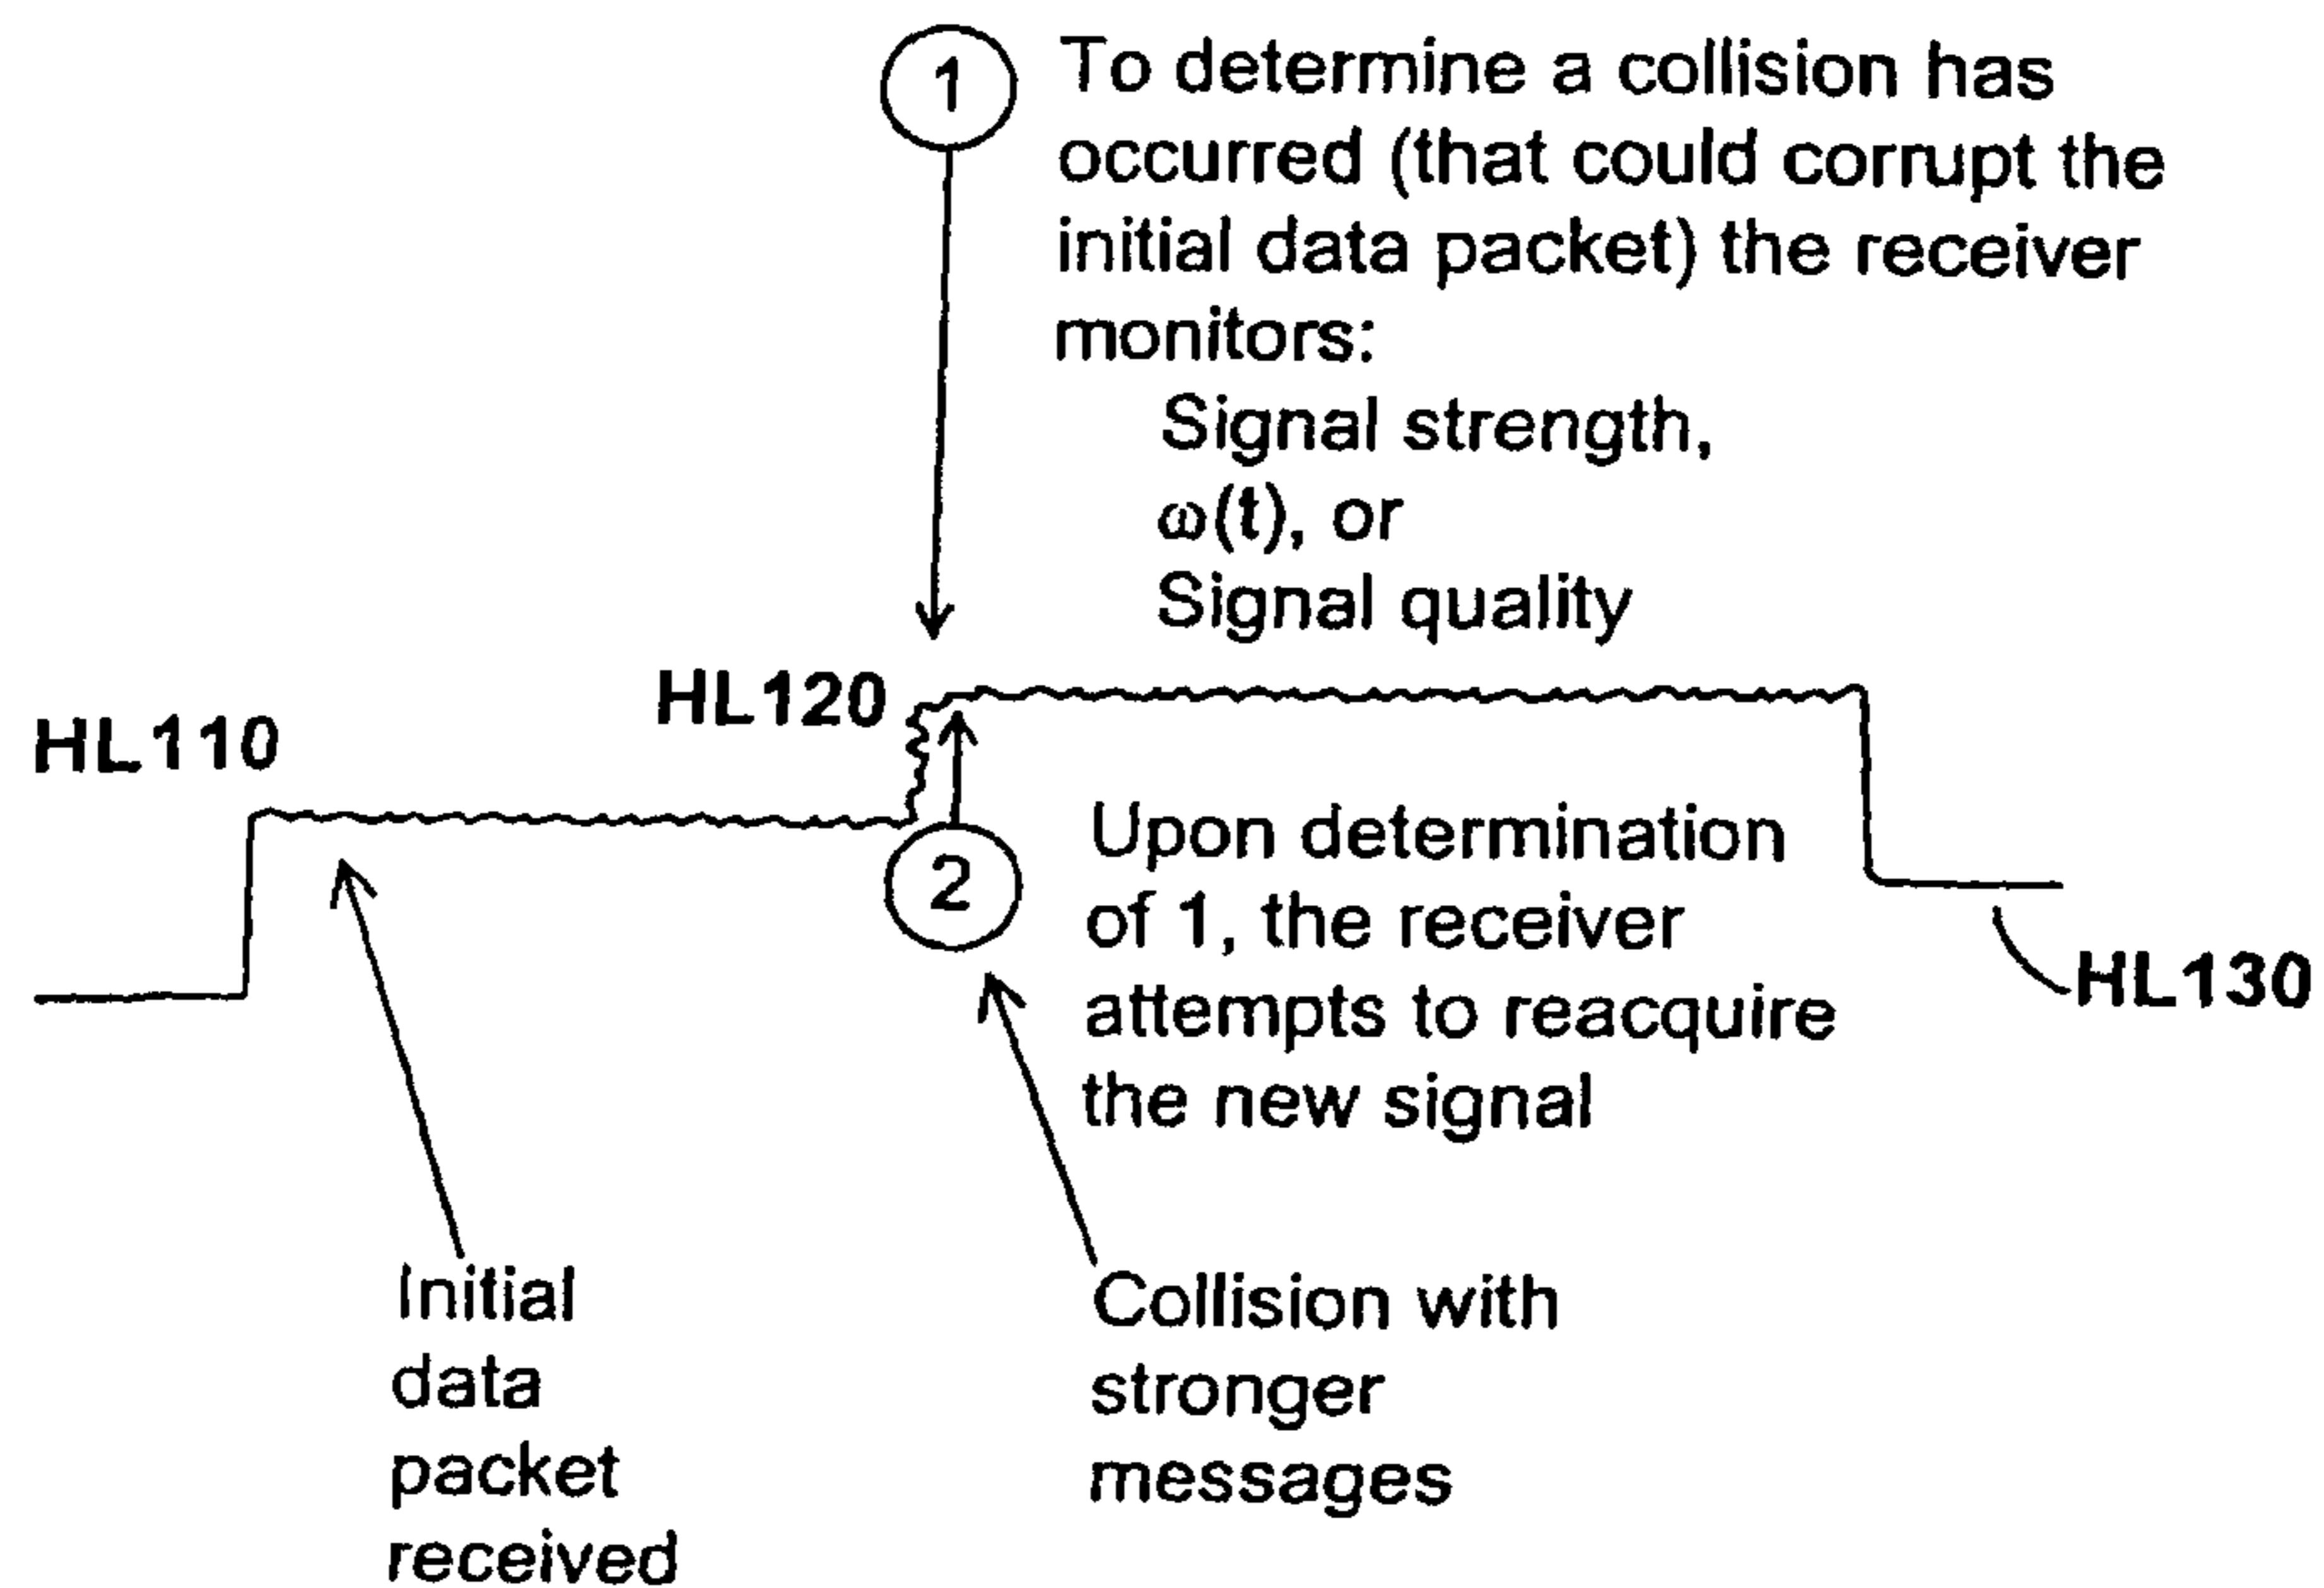 1
To determine a collision has
occurred (that could corrupt the
initial data packet) the receiver
monitors:
Signal strength,
ω(t), or
Signal quality
HL120
HL110
2
Upon determination
of 1, the receiver
attempts to reacquire
the new signal
HL130
Initial
data
packet
received
Collision with
stronger
messages